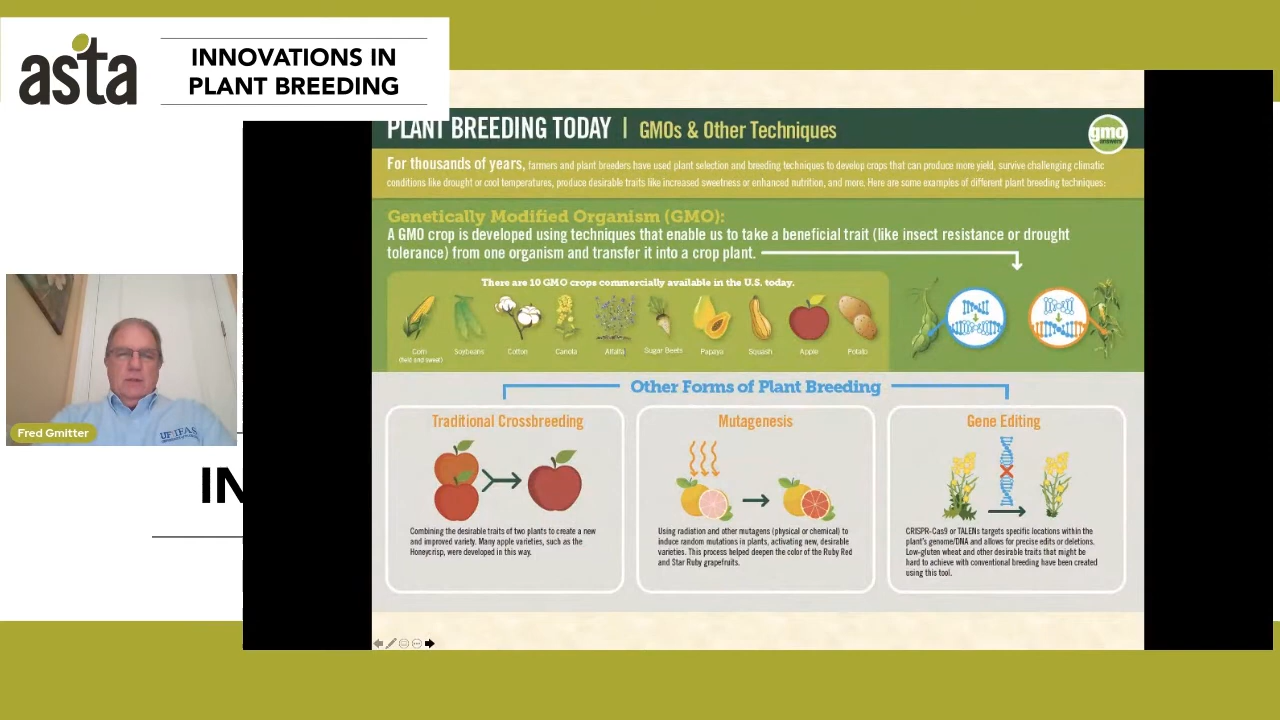 asta
INNOVATIONS IN
PLANT BREEDING
PLANT BREEDING TODAY | GMOs & Other Techniques
gmo
answers
For thousands of years, farmers and plant breeders have used plant selection and breeding techniques to develop crops that can produce more yield, survive challenging climatic
conditions like drought or cool temperatures, produce desirable traits like increased sweetness or enhanced nutrition, and more. Here are some examples of different plant breeding techniques:
Genetically Modified Organism (GMO):
A GMO crop is developed using techniques that enable us to take a beneficial trait (like insect resistance or drought
tolerance) from one organism and transfer it into a crop plant.
There are 10 GMO crops commercially available in the U.S. today.
Corn Soybeans Cotton Canola Alfalfa Sugar Beets Papaya Squash Apple Potato
(field and sweet)
Other Forms of Plant Breeding
Traditional Crossbreeding
Combining the desirable traits of two plants to create a new
and improved variety. Many apple varieties, such as the
Honeycrisp, were developed in this way.
Mutagenesis
Using radiation and other mutagens (physical or chemical) to
induce random mutations in plants, activating new, desirable
varieties. This process helped deepen the color of the Ruby Red
and Star Ruby grapefruits.
Gene Editing
CRISPR-Cas9 or TALENs targets specific locations within the
plant's genome/DNA and allows for precise edits or deletions.
Low-gluten wheat and other desirable traits that might be
hard to achieve with conventional breeding have been created
using this tool.
UF IFAS
Fred Gmitter
IN